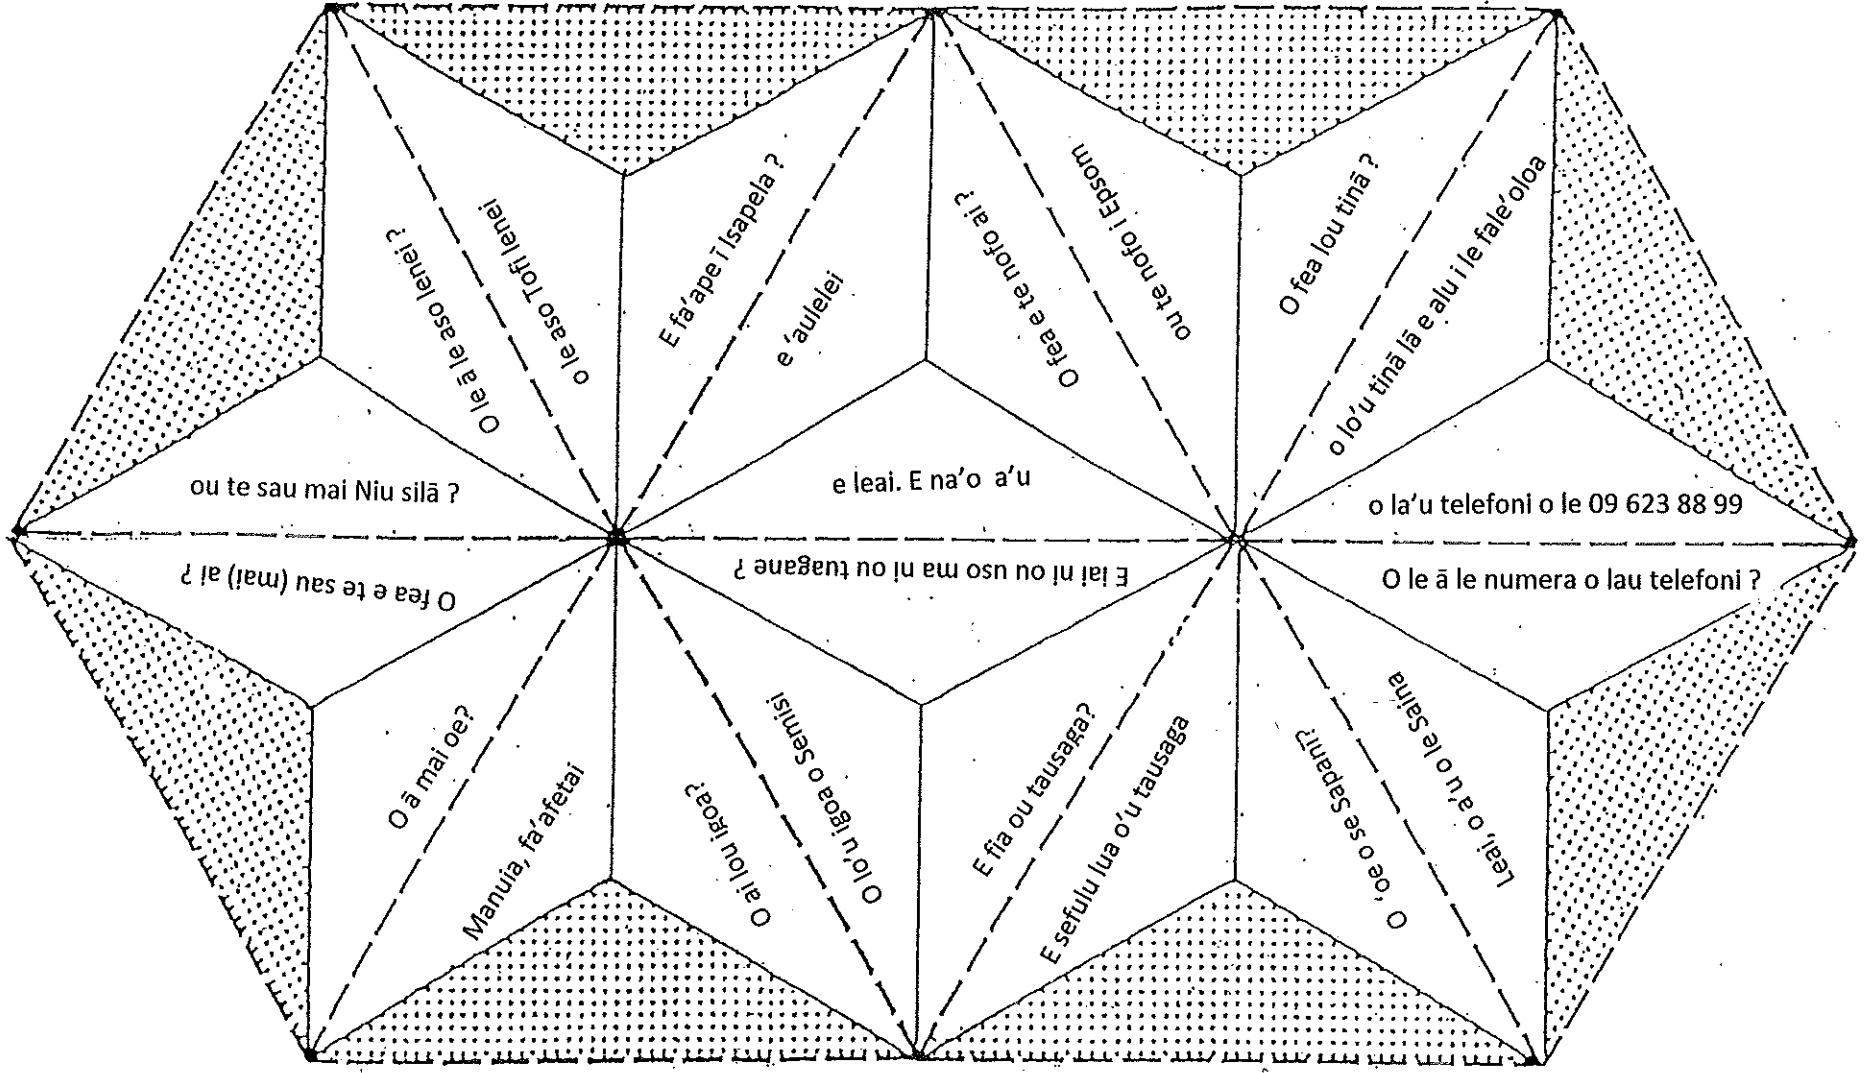 O le ā le aso lenei ?
o le aso Tofi lenei
E fa'ape ī Isapela ?
e 'aulelei
O fea e te nofo ai ?
ou te nofo i Epsom
O fea lou tinā ?
o lo'u tinā lā e alu i le fale'oloa
ou te sau mai Niu silā ?
O fea e te sau (mai) ai ?
e leai. E na'o a'u
E iai ni ou uso ma ni ou tuagane ?
o la'u telefoni o le 09 623 88 99
O le ā le numera o lau telefoni ?
O ā mai oe?
Manuia, fa'afetai
O ai lou igoa?
O lo'u igoa o Semisi
E fia ou tausaga?
E sefulu lua o'u tausaga
O 'oe o se Sapani?
Leai, o a'u o le Saina